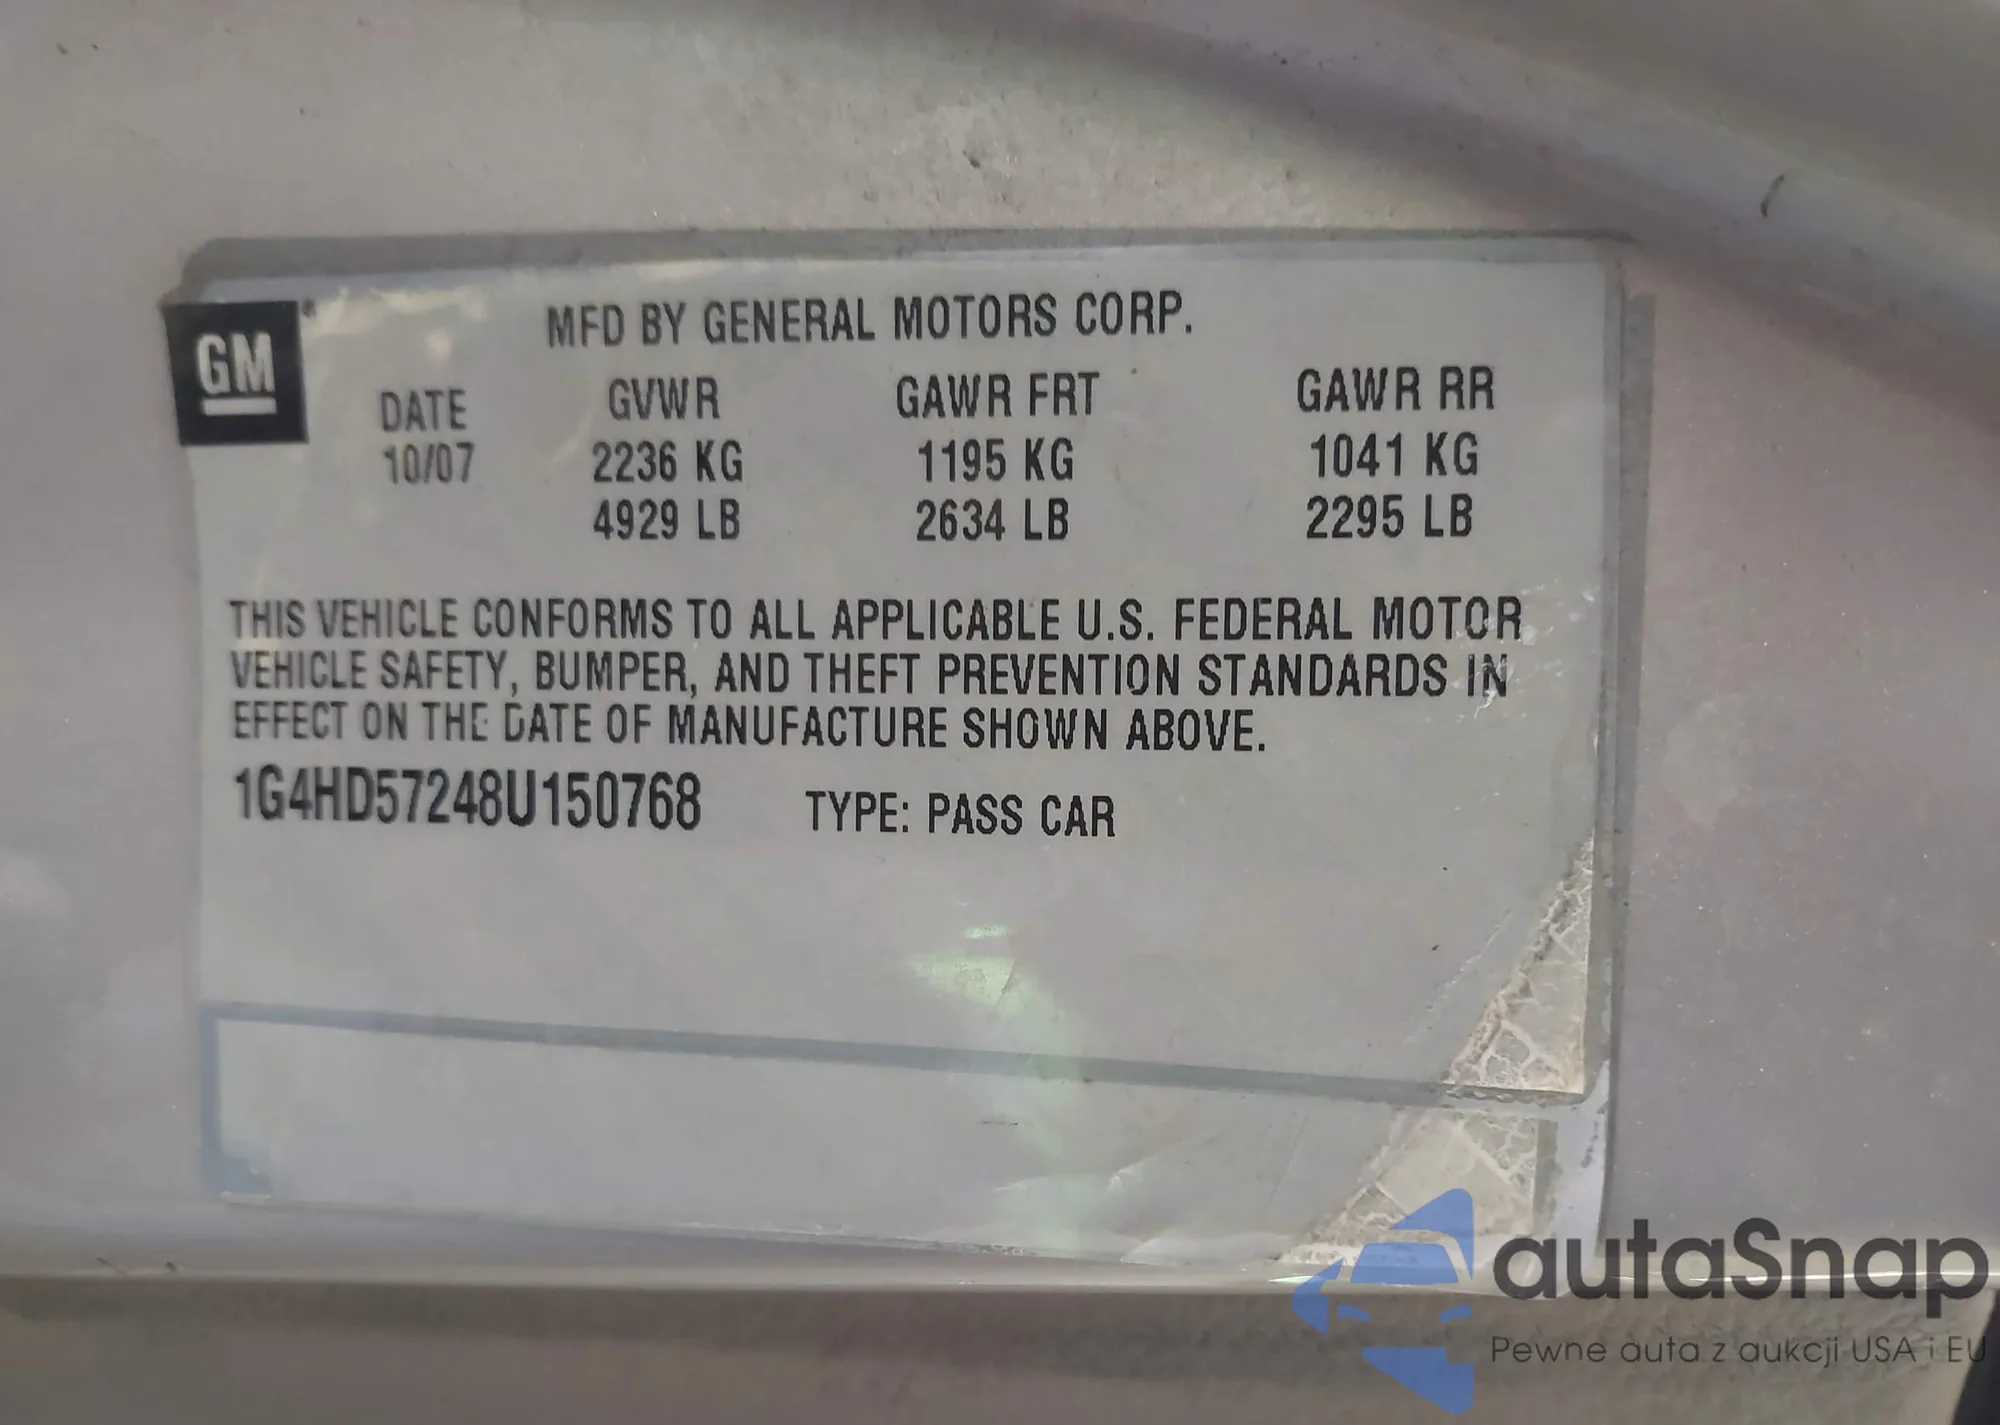 GM
MFD BY GENERAL MOTORS CORP.
DATE GVWR GAWR FRT GAWR RR
10/07 2236 KG 1195 KG 1041 KG
4929 LB 2634 LB 2295 LB
THIS VEHICLE CONFORMS TO ALL APPLICABLE U.S. FEDERAL MOTOR
VEHICLE SAFETY, BUMPER, AND THEFT PREVENTION STANDARDS IN
EFFECT ON THE DATE OF MANUFACTURE SHOWN ABOVE.
1G4HD57248U150768 TYPE: PASS CAR
autaSnap
Pewne auta z aukcji USA i EU